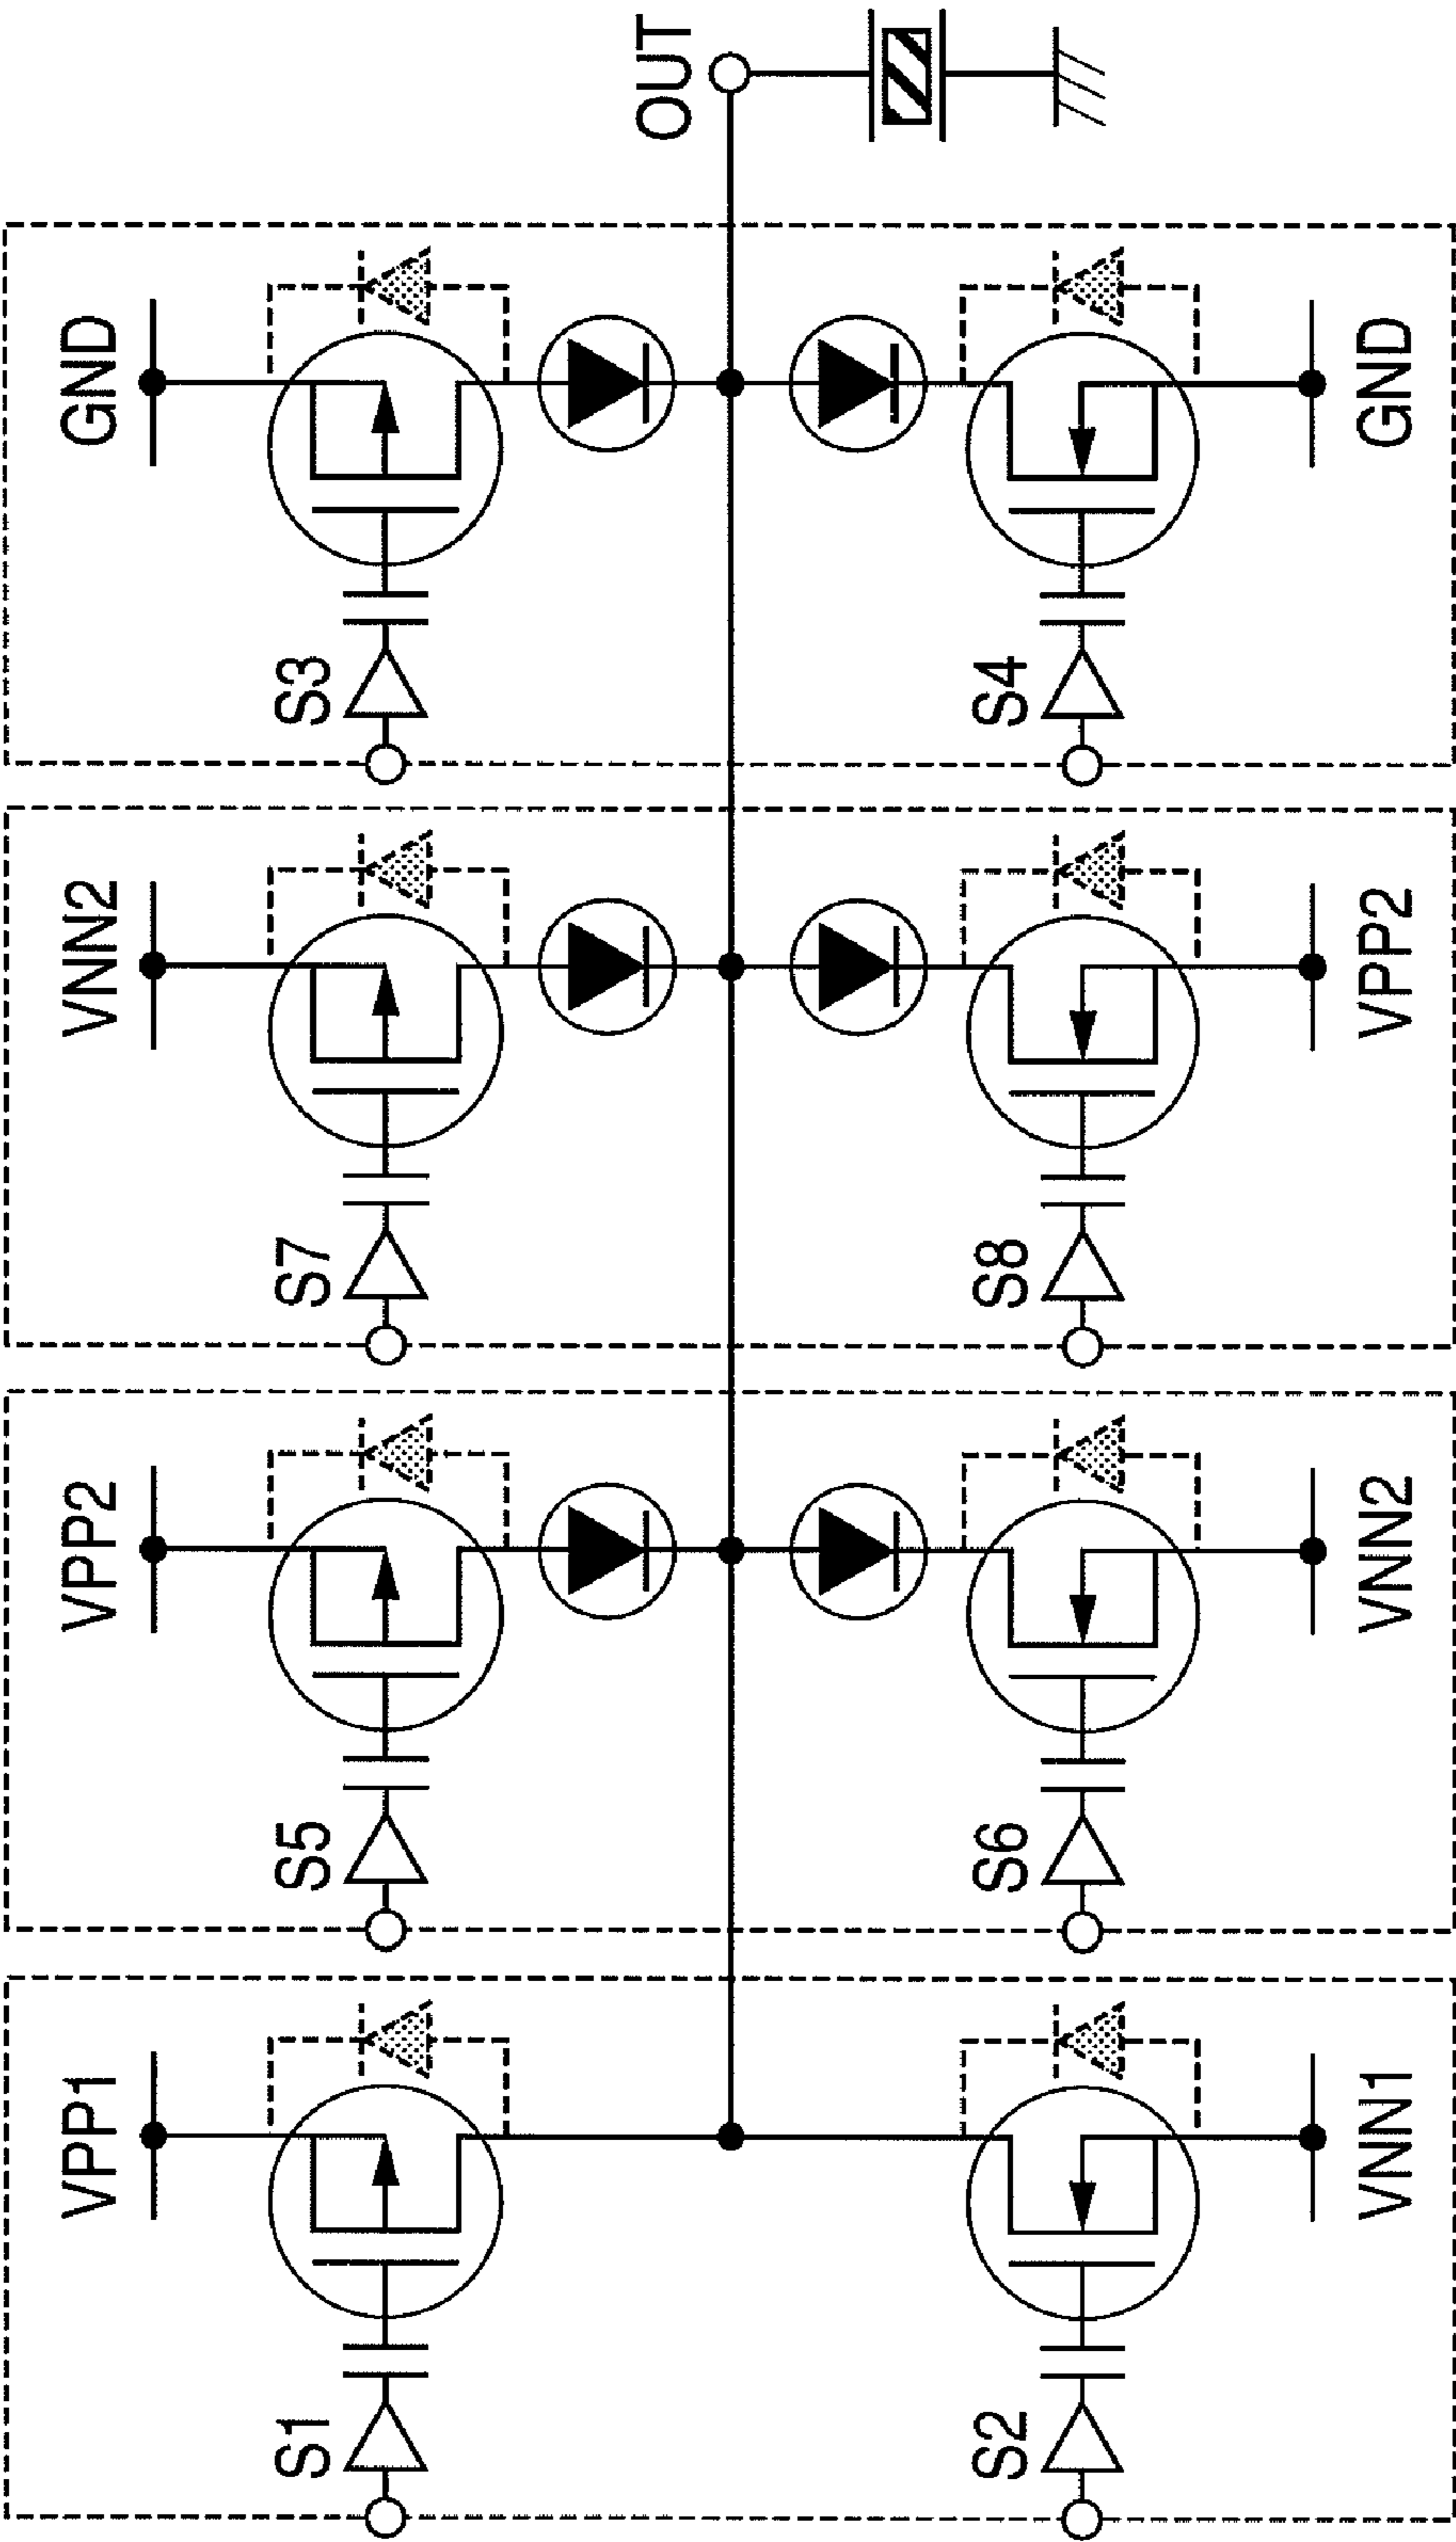 VPP1
VPP2
VNN2
GND
S1
S5
S7
S3
OUT
S2
S6
S8
S4
VNN1
VNN2
VPP2
GND